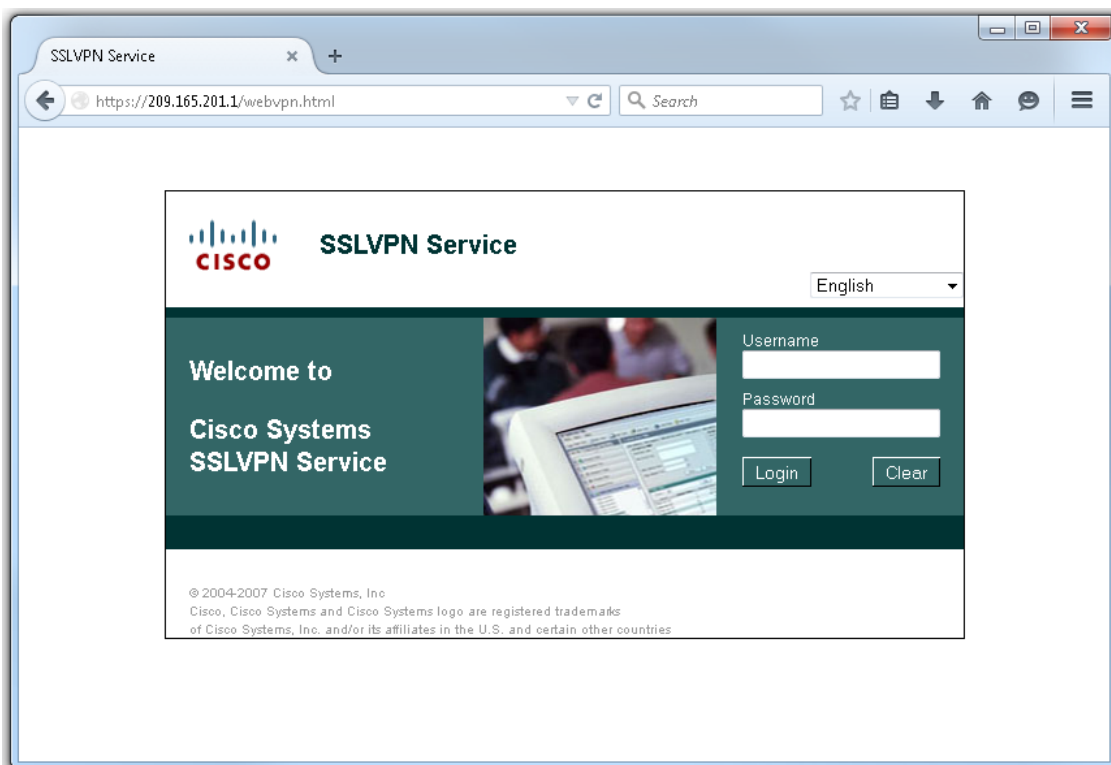 SSLVPN Service
https://209.165.201.1/webvpn.html
Search
CISCO
SSLVPN Service
English
Welcome to
Cisco Systems
SSLVPN Service
Username
Password
Login
Clear
© 2004-2007 Cisco Systems, Inc
Cisco, Cisco Systems and Cisco Systems logo are registered trademarks
of Cisco Systems, Inc. and/or its affiliates in the U.S. and certain other countries